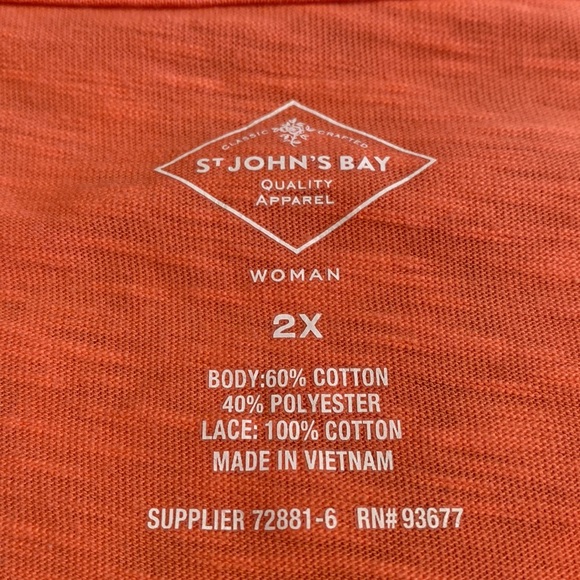 CLASSIC CRAFTED
ST JOHN'S BAY
QUALITY
APPAREL
WOMAN
2X
BODY:60% COTTON
40% POLYESTER
LACE: 100% COTTON
MADE IN VIETNAM
SUPPLIER 72881-6 RN# 93677